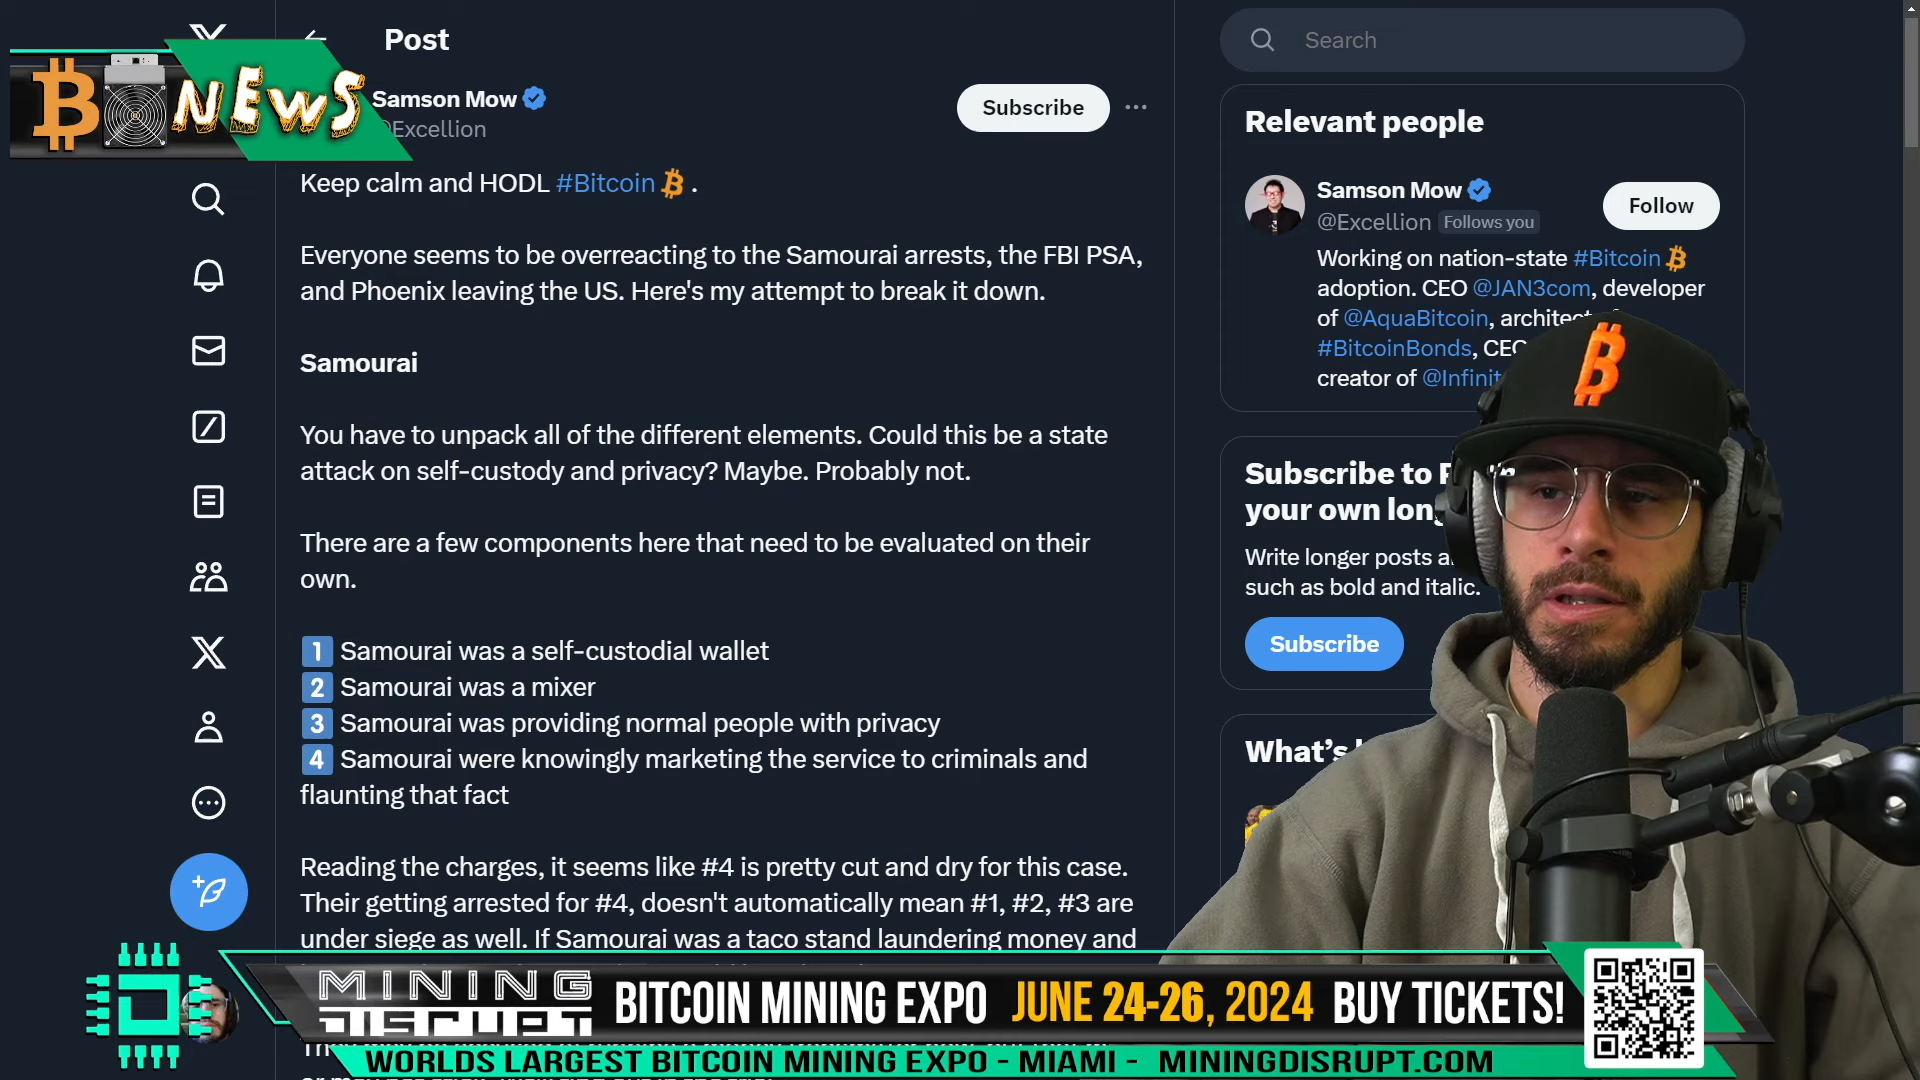 Post
Search
NEWS
Samson Mow
@Excellion
Subscribe
Keep calm and HODL #Bitcoin .
Everyone seems to be overreacting to the Samourai arrests, the FBI PSA,
and Phoenix leaving the US. Here's my attempt to break it down.
Samourai
You have to unpack all of the different elements. Could this be a state
attack on self-custody and privacy? Maybe. Probably not.
There are a few components here that need to be evaluated on their
own.
1 Samourai was a self-custodial wallet
2 Samourai was a mixer
3 Samourai was providing normal people with privacy
4 Samourai were knowingly marketing the service to criminals and
flaunting that fact
Reading the charges, it seems like #4 is pretty cut and dry for this case.
Their getting arrested for #4, doesn't automatically mean #1, #2, #3 are
under siege as well. If Samourai was a taco stand laundering money and
Relevant people
Samson Mow
@Excellion Follows you
Follow
Working on nation-state #Bitcoin
adoption. CEO @JAN3com, developer
of @AquaBitcoin, architect
#BitcoinBonds, CEO
creator of @Infinit
Subscribe to
your own long
Write longer posts
such as bold and italic.
Subscribe
What's
MINING
DISRUPT
BITCOIN MINING EXPO JUNE 24-26, 2024 BUY TICKETS!
WORLDS LARGEST BITCOIN MINING EXPO - MIAMI - MININGDISRUPT.COM